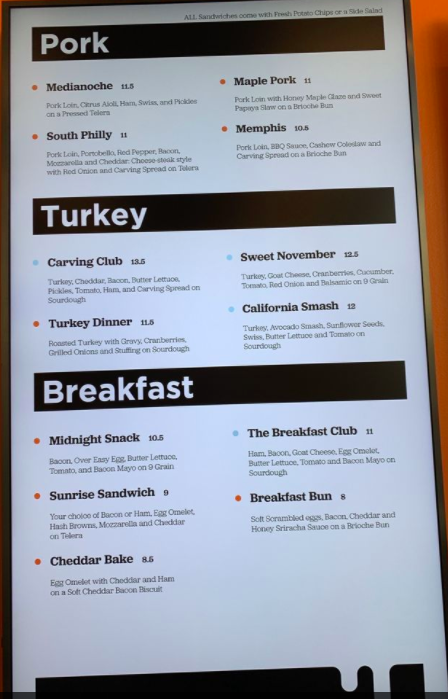 ALL Sandwiches come with Fresh Potato Chips or a Side Salad
Pork
Medianoche 11.5
Pork Loin, Citrus Aioli, Ham, Swiss, and Pickles
on a Pressed Telera
South Philly 11
Pork Loin, Portobello, Red Pepper, Bacon,
Mozzarella and Cheddar: Cheese-steak style
with Red Onion and Carving Spread on Telera
Maple Pork 11
Pork Loin with Honey Maple Glaze and Sweet
Papaya Slaw on a Brioche Bun
Memphis 10.5
Pork Loin, BBQ Sauce, Cashew Coleslaw and
Carving Spread on a Brioche Bun
Turkey
Carving Club 13.5
Turkey, Cheddar, Bacon, Butter Lettuce,
Pickles, Tomato, Ham, and Carving Spread on
Sourdough
Turkey Dinner 11.5
Roasted Turkey with Gravy, Cranberries,
Grilled Onions and Stuffing on Sourdough
Sweet November 12.5
Turkey, Goat Cheese, Cranberries, Cucumber,
Tomato, Red Onion and Balsamic on 9 Grain
California Smash 12
Turkey, Avocado Smash, Sunflower Seeds,
Swiss, Butter Lettuce and Tomato on
Sourdough
Breakfast
Midnight Snack 10.5
Bacon, Over Easy Egg, Butter Lettuce,
Tomato, and Bacon Mayo on 9 Grain
Sunrise Sandwich 9
Your choice of Bacon or Ham, Egg Omelet,
Hash Browns, Mozzarella and Cheddar
on Telera
Cheddar Bake 8.5
Egg Omelet with Cheddar and Ham
on a Soft Cheddar Bacon Biscuit
The Breakfast Club 11
Ham, Bacon, Goat Cheese, Egg Omelet,
Butter Lettuce, Tomato and Bacon Mayo on
Sourdough
Breakfast Bun 8
Soft Scrambled eggs, Bacon, Cheddar and
Honey Sriracha Sauce on a Brioche Bun